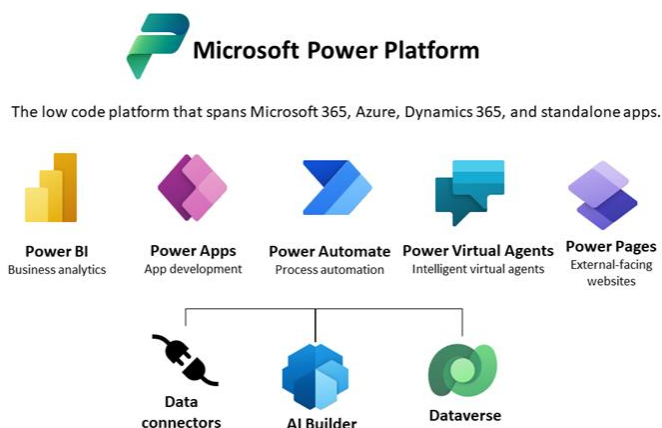 Microsoft Power Platform
The low code platform that spans Microsoft 365, Azure, Dynamics 365, and standalone apps.
Power BI
Business analytics
Power Apps
App development
Power Automate
Process automation
Power Virtual Agents
Intelligent virtual agents
Power Pages
External-facing
websites
Data
connectors
AI Builder
Dataverse